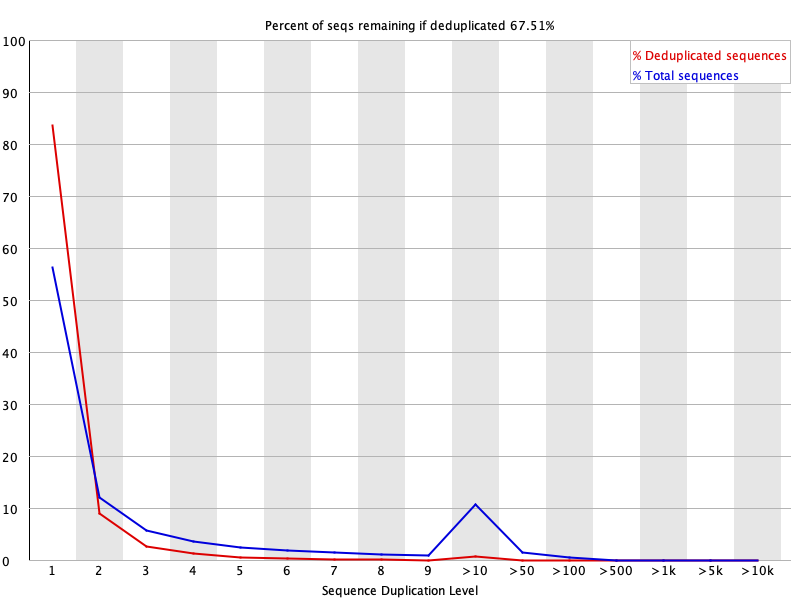 Percent of seqs remaining if deduplicated 67.51%
% Deduplicated sequences
% Total sequences
100
90
80
70
60
50
40
30
20
10
0
1 2 3 4 5 6 7 8 9 >10 >50 >100 >500 >1k >5k >10k
Sequence Duplication Level